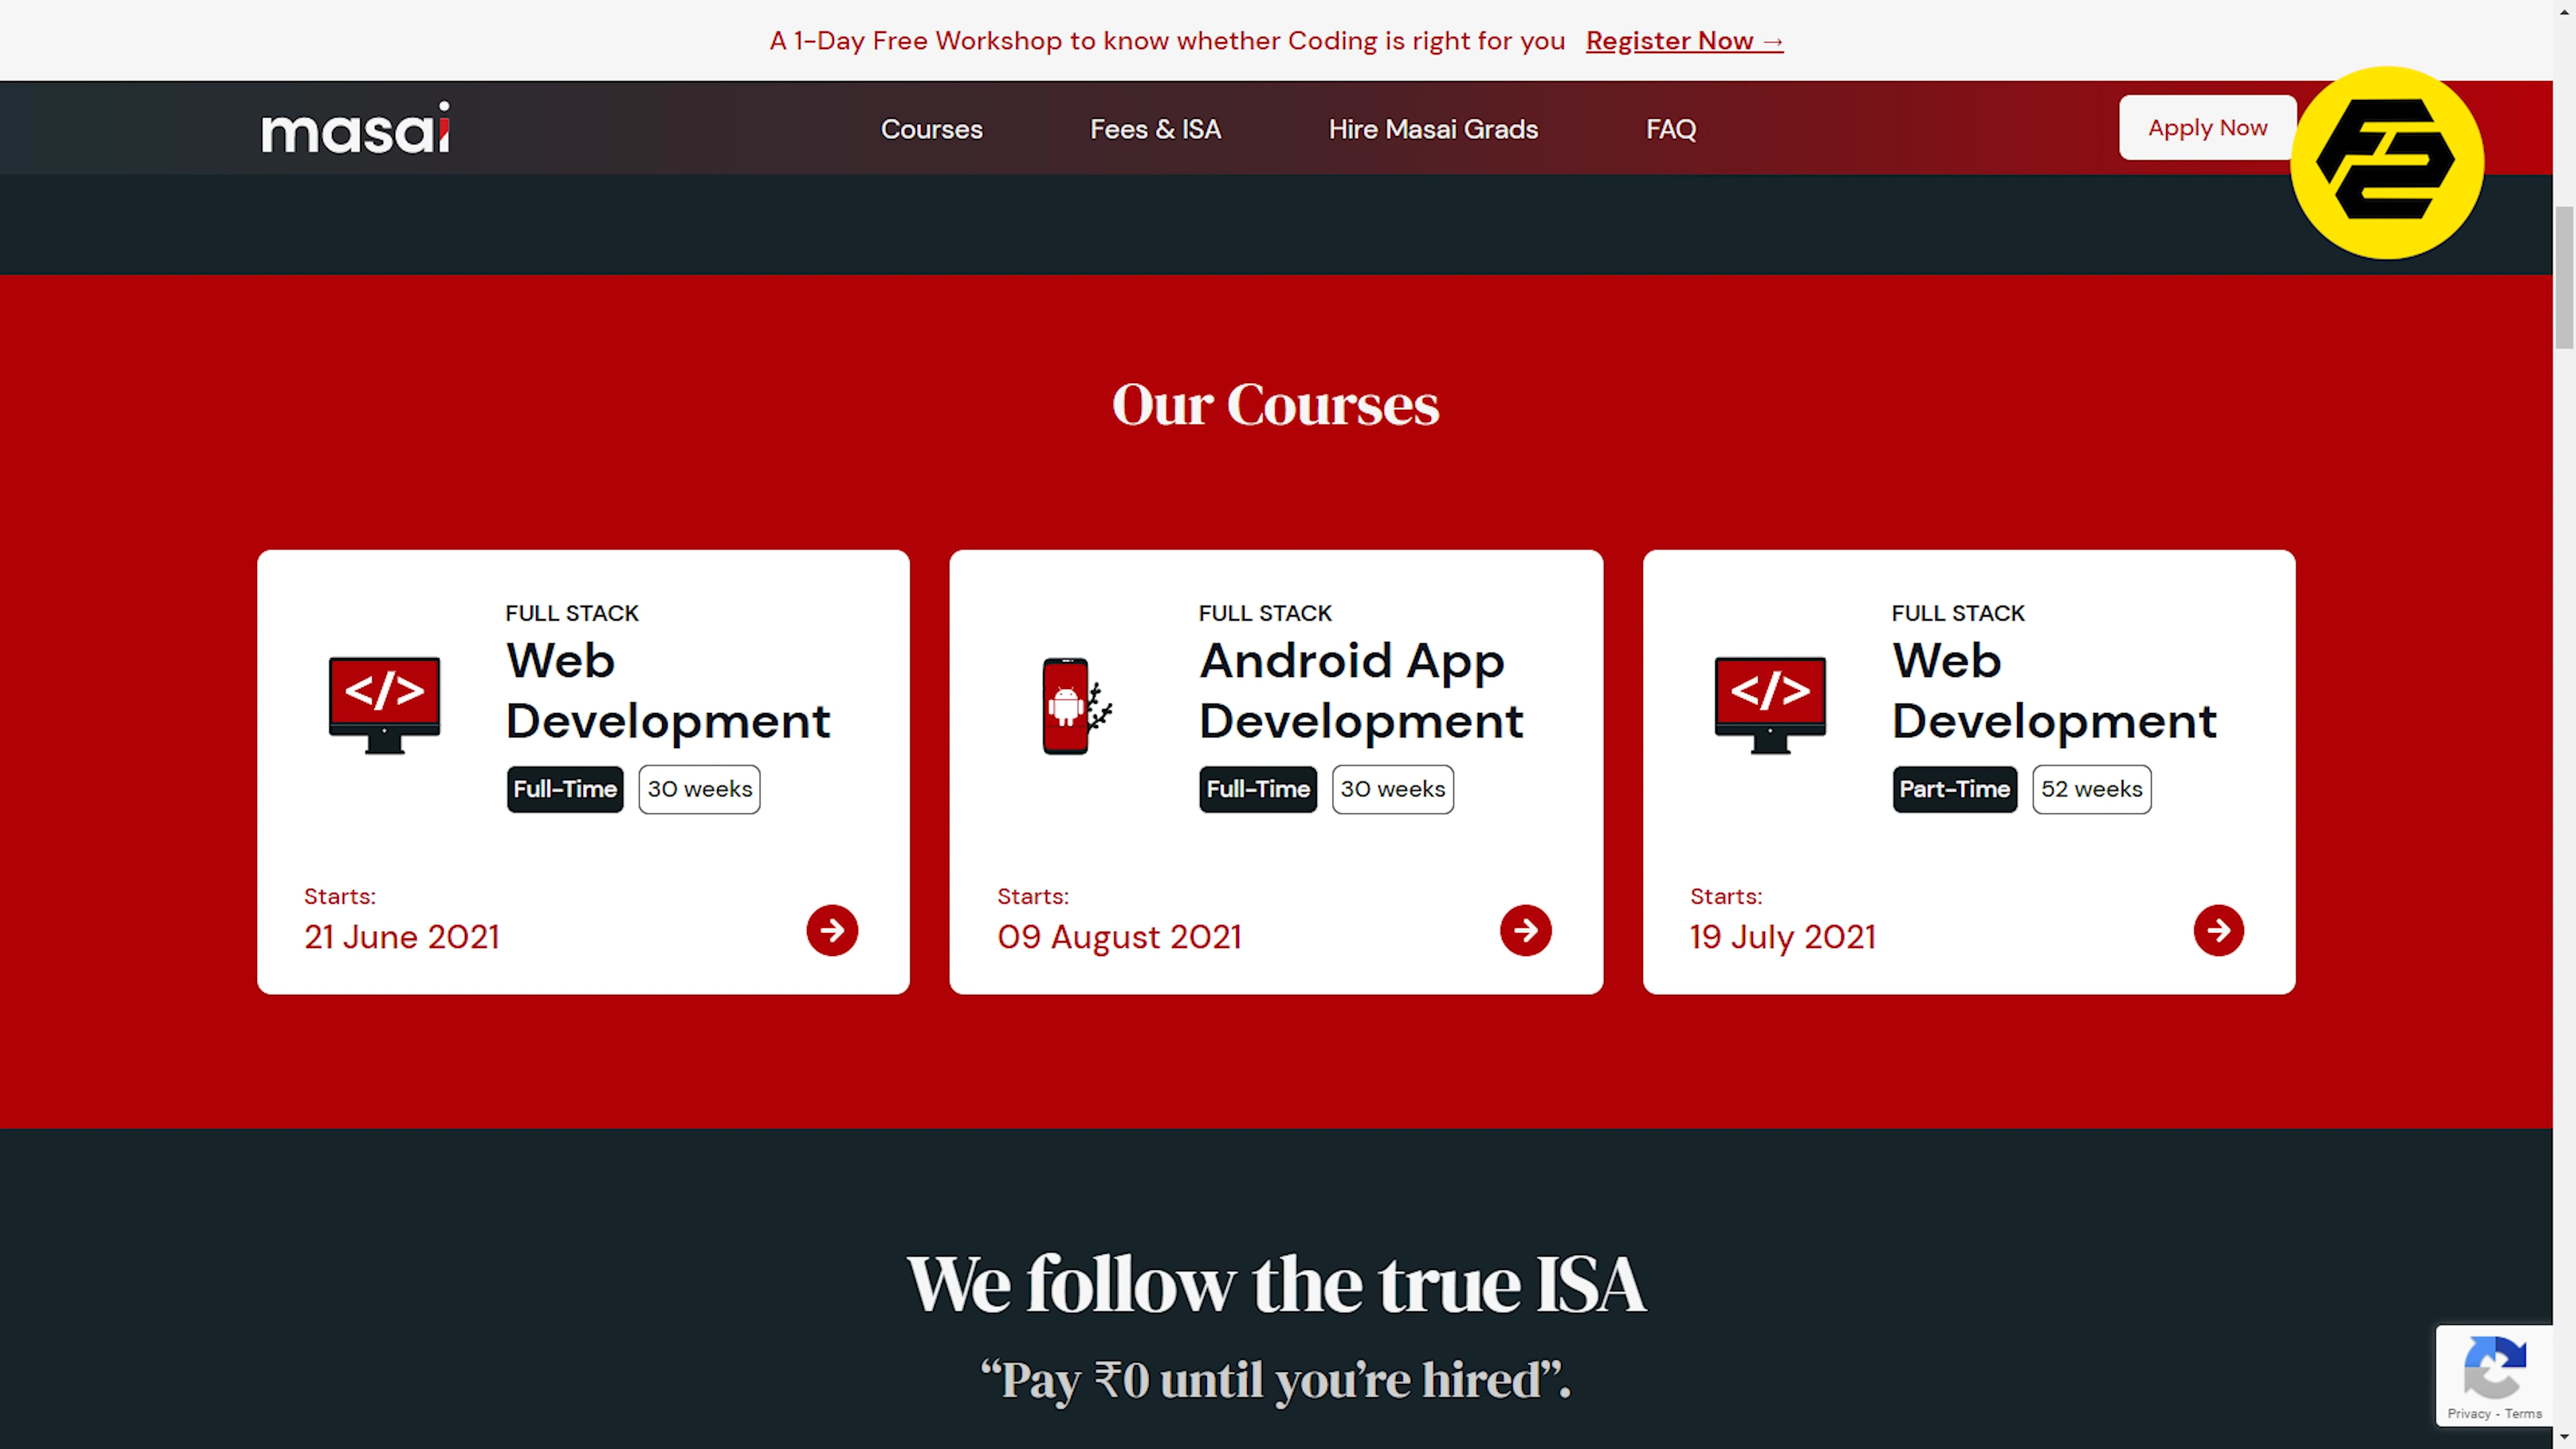 A 1-Day Free Workshop to know whether Coding is right for you Register Now →
masai
Courses
Fees & ISA
Hire Masai Grads
FAQ
Apply Now
Our Courses
FULL STACK
Web
Development
Full-Time
30 weeks
Starts:
21 June 2021
FULL STACK
Android App
Development
Full-Time
30 weeks
Starts:
09 August 2021
FULL STACK
Web
Development
Part-Time
52 weeks
Starts:
19 July 2021
We follow the true ISA
“Pay ₹0 until you’re hired”.
Privacy - Terms